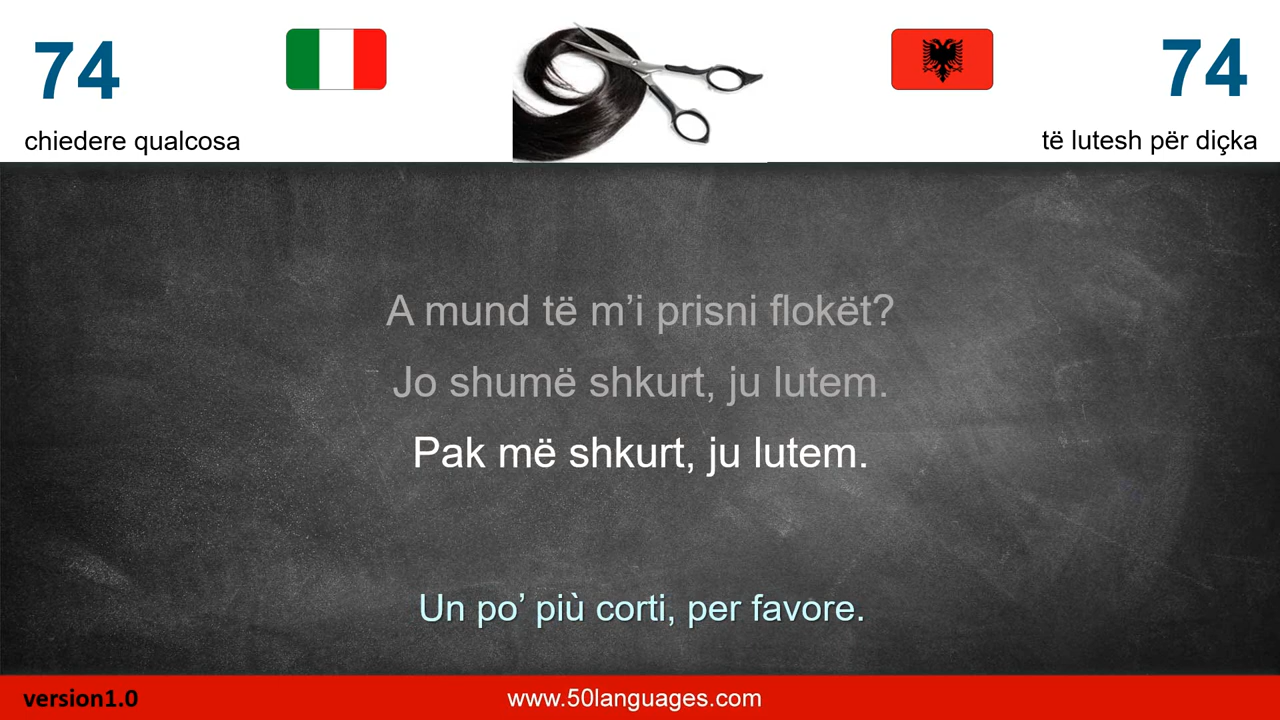 74
74
chiedere qualcosa
të lutesh për diçka
A mund të m’i prisni flokët?
Jo shumë shkurt, ju lutem.
Pak më shkurt, ju lutem.
Un po’ più corti, per favore.
version1.0
www.50languages.com